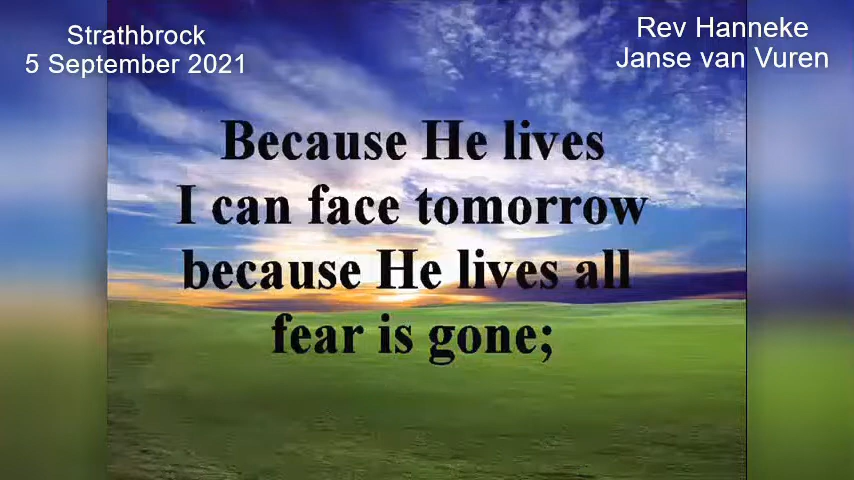 Strathbrock
5 September 2021
Rev Hanneke
Janse van Vuren
Because He lives
I can face tomorrow
because He lives all
fear is gone;